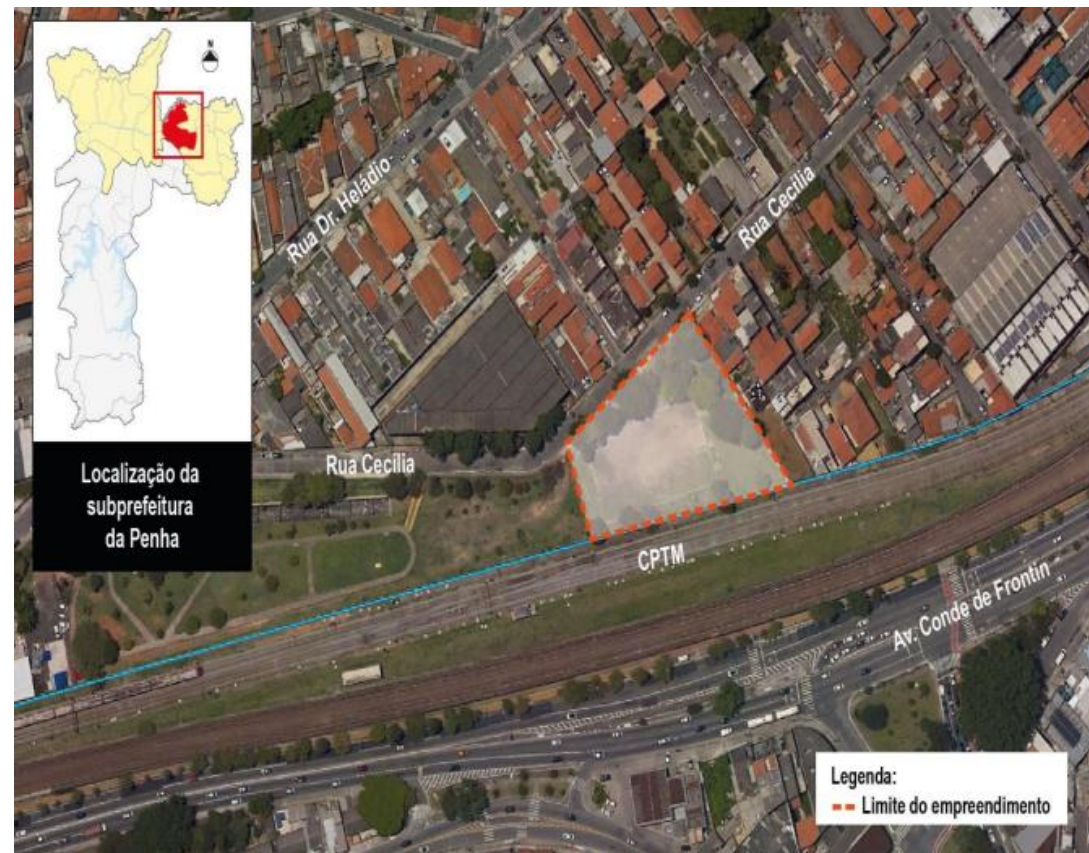 N
Localização da
subprefeitura
da Penha
Rua Dr. Heládio
Rua Cecília
Rua Cecília
CPTM
Av. Conde de Frontin
Legenda:
Limite do empreendimento